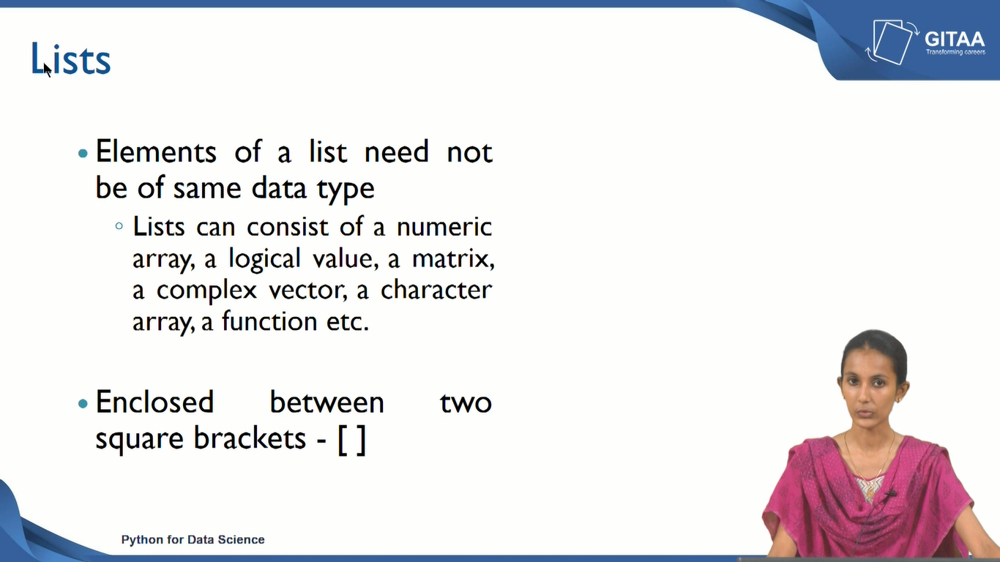 Lists
GITAA
Transforming careers
• Elements of a list need not
be of same data type
◦ Lists can consist of a numeric
array, a logical value, a matrix,
a complex vector, a character
array, a function etc.
• Enclosed between two
square brackets - [ ]
Python for Data Science